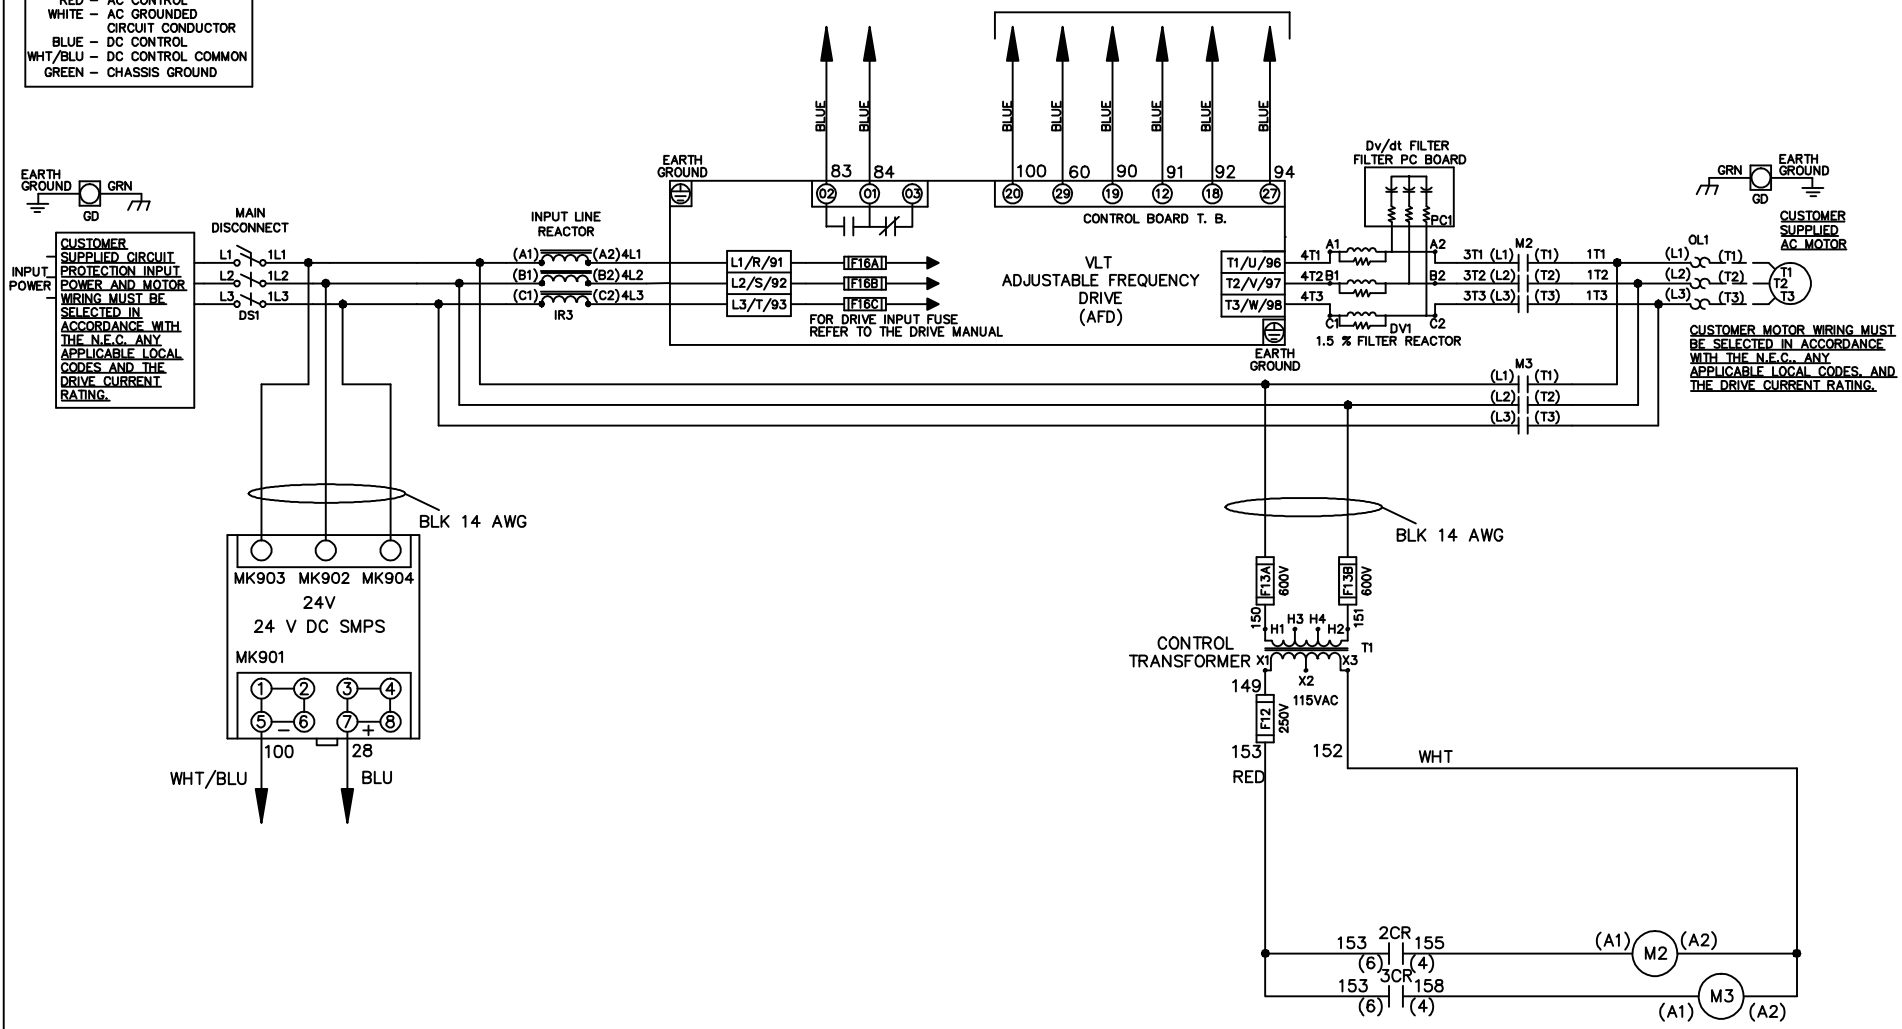 RED – AC CONTROL
WHITE – AC GROUNDED
CIRCUIT CONDUCTOR
BLUE – DC CONTROL
WHT/BLU – DC CONTROL COMMON
GREEN – CHASSIS GROUND
EARTH
GROUND
GRN
GD
INPUT
POWER
CUSTOMER
SUPPLIED CIRCUIT
PROTECTION INPUT
POWER AND MOTOR
WIRING MUST BE
SELECTED IN
ACCORDANCE WITH
THE N.E.C. ANY
APPLICABLE LOCAL
CODES AND THE
DRIVE CURRENT
RATING.
MAIN
DISCONNECT
L1 1L1
L2 1L2
L3 1L3
DS1
INPUT LINE
REACTOR
(A1) (A2) 4L1
(B1) (B2) 4L2
(C1) (C2) 4L3
IR3
EARTH
GROUND
BLUE BLUE
83 84
02 01 03
BLUE BLUE BLUE BLUE BLUE BLUE
100 60 90 91 92 94
20 29 19 12 18 27
CONTROL BOARD T. B.
L1/R/91 F16A
L2/S/92 F16B
L3/T/93 F16C
FOR DRIVE INPUT FUSE
REFER TO THE DRIVE MANUAL
VLT
ADJUSTABLE FREQUENCY
DRIVE
(AFD)
T1/U/96 4T1
T2/V/97 4T2
T3/W/98 4T3
EARTH
GROUND
Dv/dt FILTER
FILTER PC BOARD
PC1
A1 A2
B1 B2
C1 C2
DV1
1.5 % FILTER REACTOR
M2
3T1 (L1) (T1) 1T1
3T2 (L2) (T2) 1T2
3T3 (L3) (T3) 1T3
M3
(L1) (T1)
(L2) (T2)
(L3) (T3)
OL1
(L1) (T1)
(L2) (T2)
(L3) (T3)
T1
T2
T3
GRN
GD
EARTH
GROUND
CUSTOMER
SUPPLIED
AC MOTOR
CUSTOMER MOTOR WIRING MUST
BE SELECTED IN ACCORDANCE
WITH THE N.E.C., ANY
APPLICABLE LOCAL CODES, AND
THE DRIVE CURRENT RATING.
BLK 14 AWG
MK903 MK902 MK904
24V
24 V DC SMPS
MK901
1 2 3 4
5 6 7 8
– +
100 28
WHT/BLU BLU
BLK 14 AWG
F13A 600V
F13B 600V
150 151
H1 H3 H4 H2
T1
CONTROL
TRANSFORMER
X1 X2 X3
115VAC
149
F12 250V
153
RED
152
WHT
2CR
153 155
(6) (4)
(A1) M2 (A2)
3CR
153 158
(6) (4)
(A1) M3 (A2)